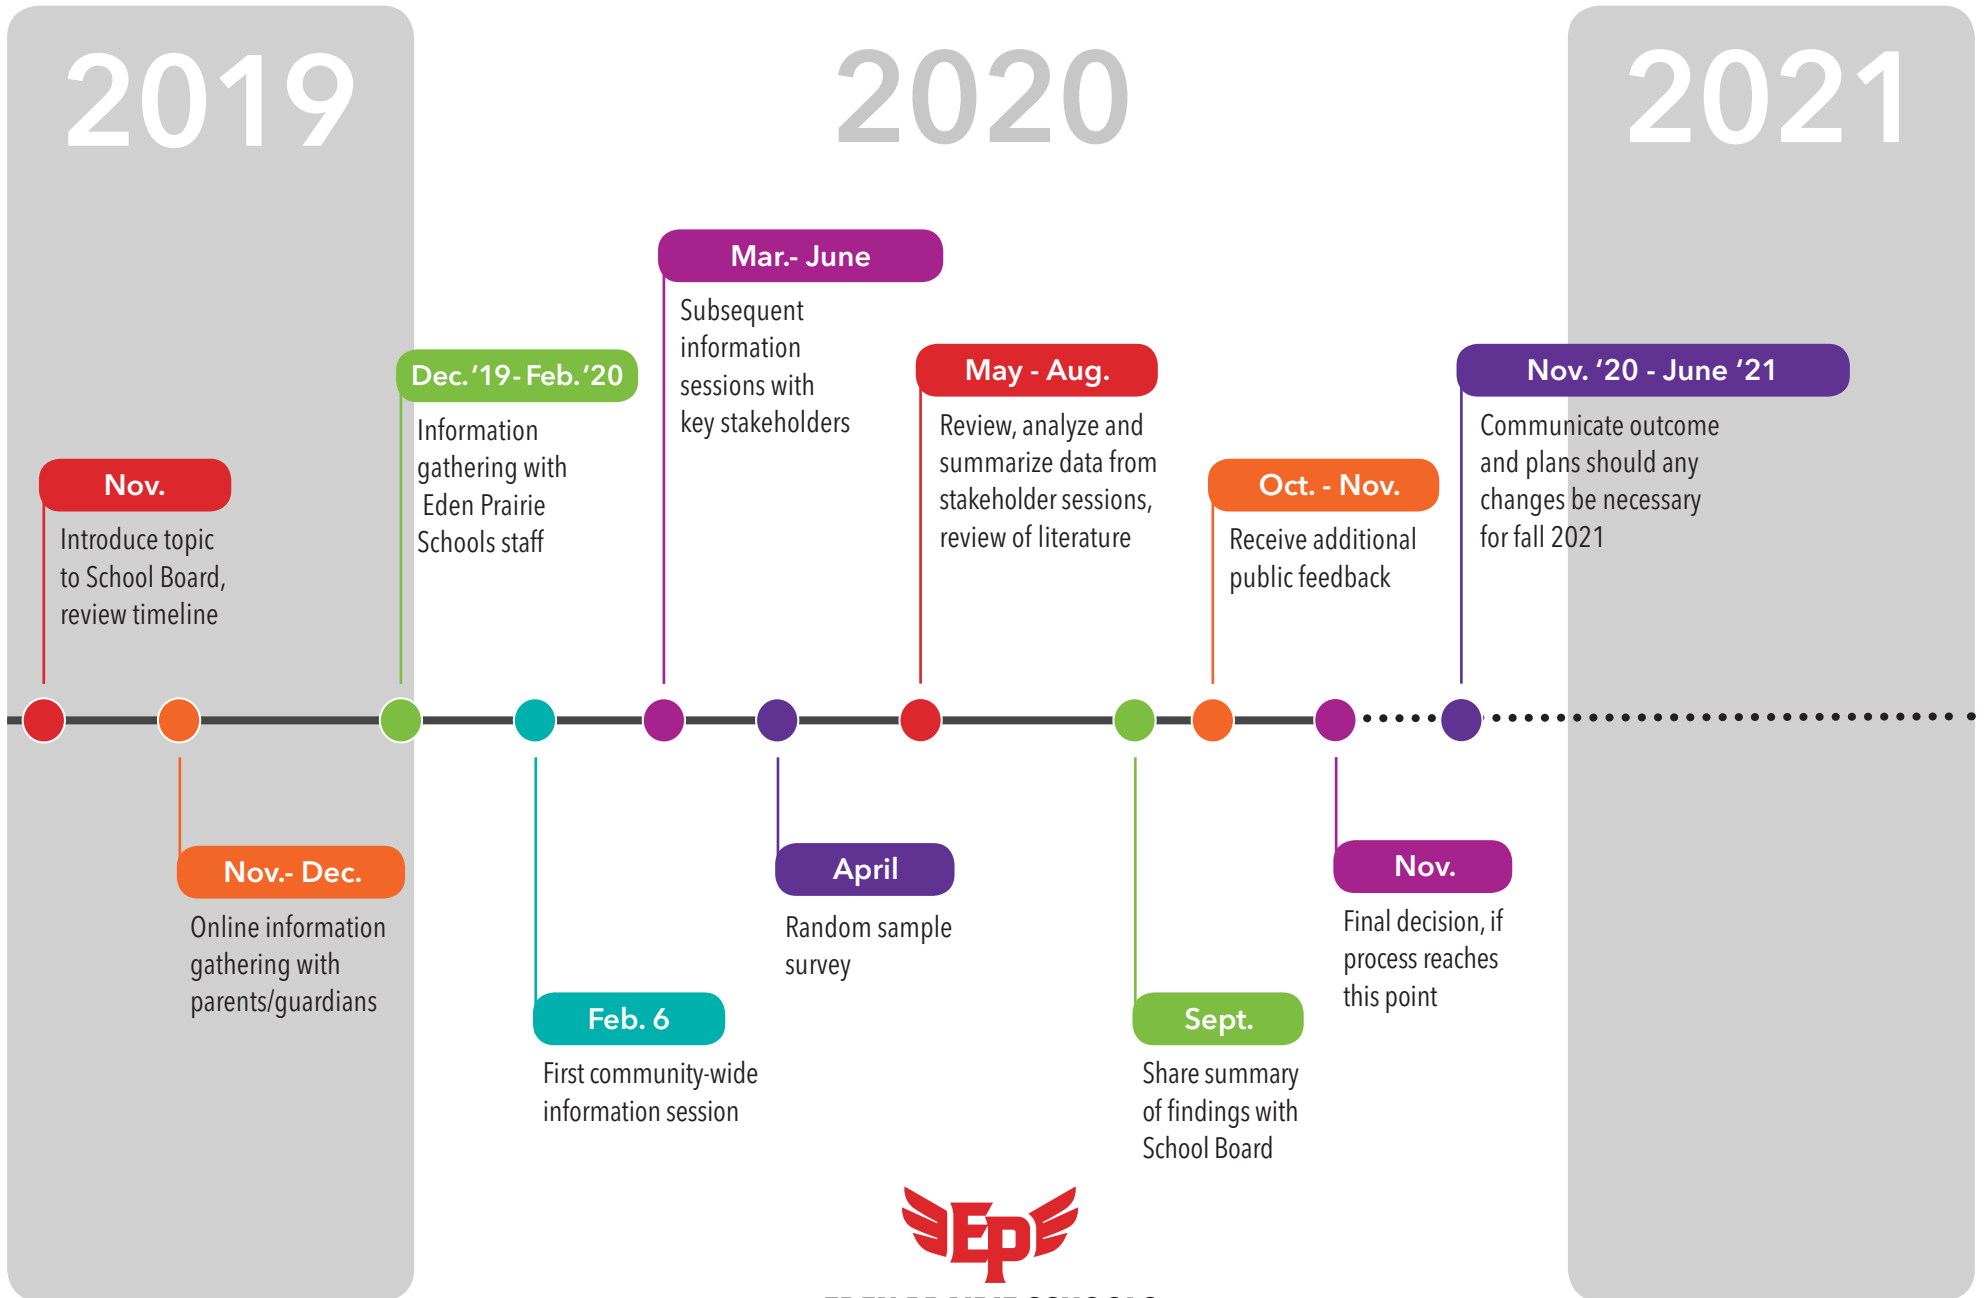 2019
2020
2021
Nov.
Introduce topic
to School Board,
review timeline
Nov.- Dec.
Online information
gathering with
parents/guardians
Dec. ‘19- Feb. ‘20
Information
gathering with
Eden Prairie
Schools staff
Feb. 6
First community-wide
information session
Mar.- June
Subsequent
information
sessions with
key stakeholders
April
Random sample
survey
May - Aug.
Review, analyze and
summarize data from
stakeholder sessions,
review of literature
Sept.
Share summary
of findings with
School Board
Oct. - Nov.
Receive additional
public feedback
Nov.
Final decision, if
process reaches
this point
Nov. ‘20 - June ‘21
Communicate outcome
and plans should any
changes be necessary
for fall 2021
EP